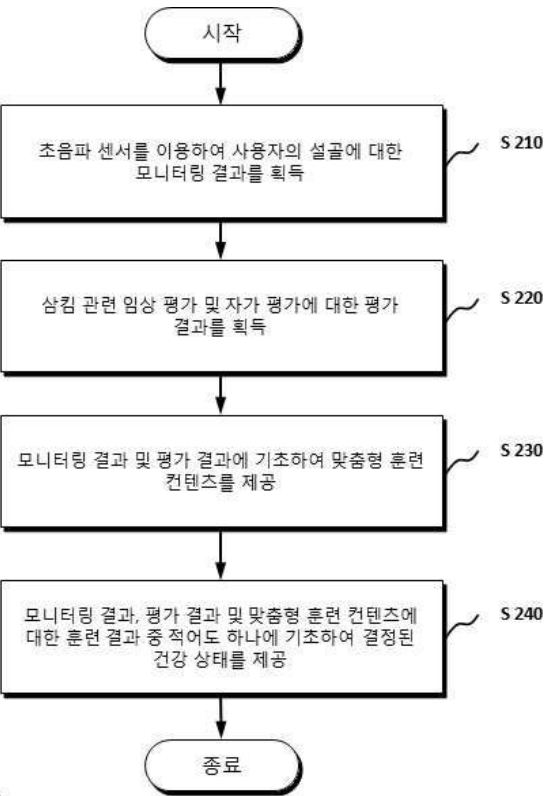 시작
초음파 센서를 이용하여 사용자의 설골에 대한
모니터링 결과를 획득
S 210
삼킴 관련 임상 평가 및 자가 평가에 대한 평가
결과를 획득
S 220
모니터링 결과 및 평가 결과에 기초하여 맞춤형 훈련
컨텐츠를 제공
S 230
모니터링 결과, 평가 결과 및 맞춤형 훈련 컨텐츠에
대한 훈련 결과 중 적어도 하나에 기초하여 결정된
건강 상태를 제공
S 240
종료